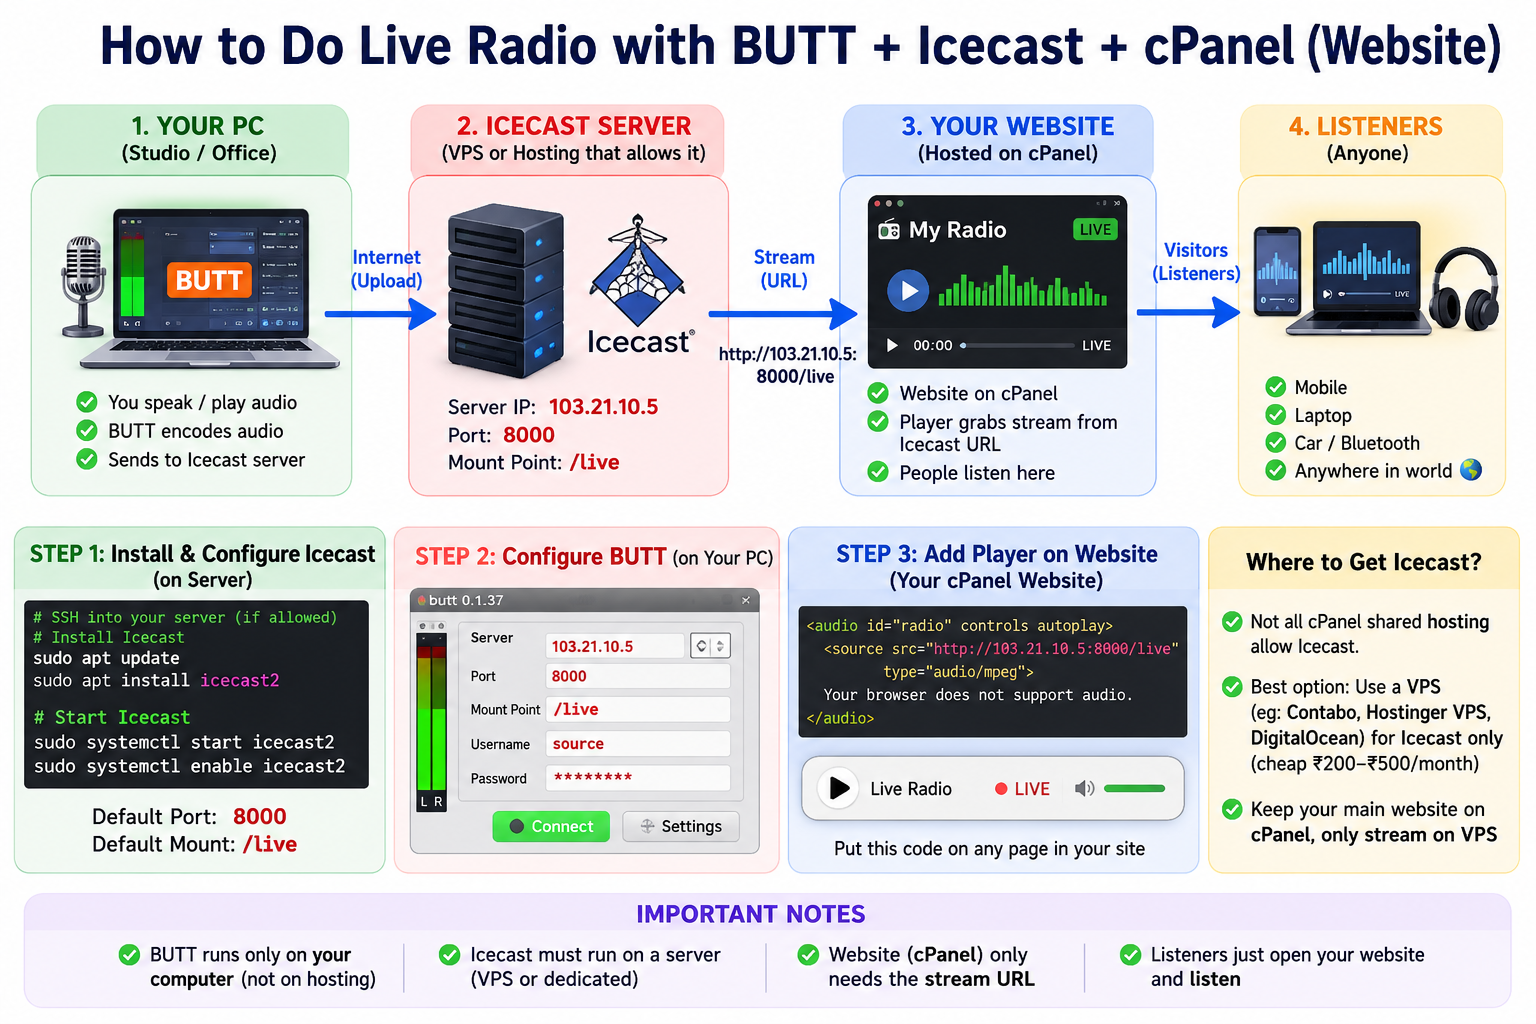 How to Do Live Radio with BUTT + Icecast + cPanel (Website)
1. YOUR PC
(Studio / Office)
BUTT
You speak / play audio
BUTT encodes audio
Sends to Icecast server
Internet
(Upload)
2. ICECAST SERVER
(VPS or Hosting that allows it)
Icecast®
Server IP: 103.21.10.5
Port: 8000
Mount Point: /live
Stream
(URL)
http://103.21.10.5:
8000/live
3. YOUR WEBSITE
(Hosted on cPanel)
My Radio
LIVE
00:00
LIVE
Website on cPanel
Player grabs stream from
Icecast URL
People listen here
Visitors
(Listeners)
4. LISTENERS
(Anyone)
LIVE
Mobile
Laptop
Car / Bluetooth
Anywhere in world
STEP 1: Install & Configure Icecast
(on Server)
# SSH into your server (if allowed)
# Install Icecast
sudo apt update
sudo apt install icecast2
# Start Icecast
sudo systemctl start icecast2
sudo systemctl enable icecast2
Default Port: 8000
Default Mount: /live
STEP 2: Configure BUTT (on Your PC)
butt 0.1.37
Server 103.21.10.5
Port 8000
Mount Point /live
Username source
Password ********
L R
Connect
Settings
STEP 3: Add Player on Website
(Your cPanel Website)
<audio id="radio" controls autoplay>
<source src="http://103.21.10.5:8000/live"
type="audio/mpeg">
Your browser does not support audio.
</audio>
Live Radio
LIVE
Put this code on any page in your site
Where to Get Icecast?
Not all cPanel shared hosting
allow Icecast.
Best option: Use a VPS
(eg: Contabo, Hostinger VPS,
DigitalOcean) for Icecast only
(cheap ₹200–₹500/month)
Keep your main website on
cPanel, only stream on VPS
IMPORTANT NOTES
BUTT runs only on your
computer (not on hosting)
Icecast must run on a server
(VPS or dedicated)
Website (cPanel) only
needs the stream URL
Listeners just open your website
and listen